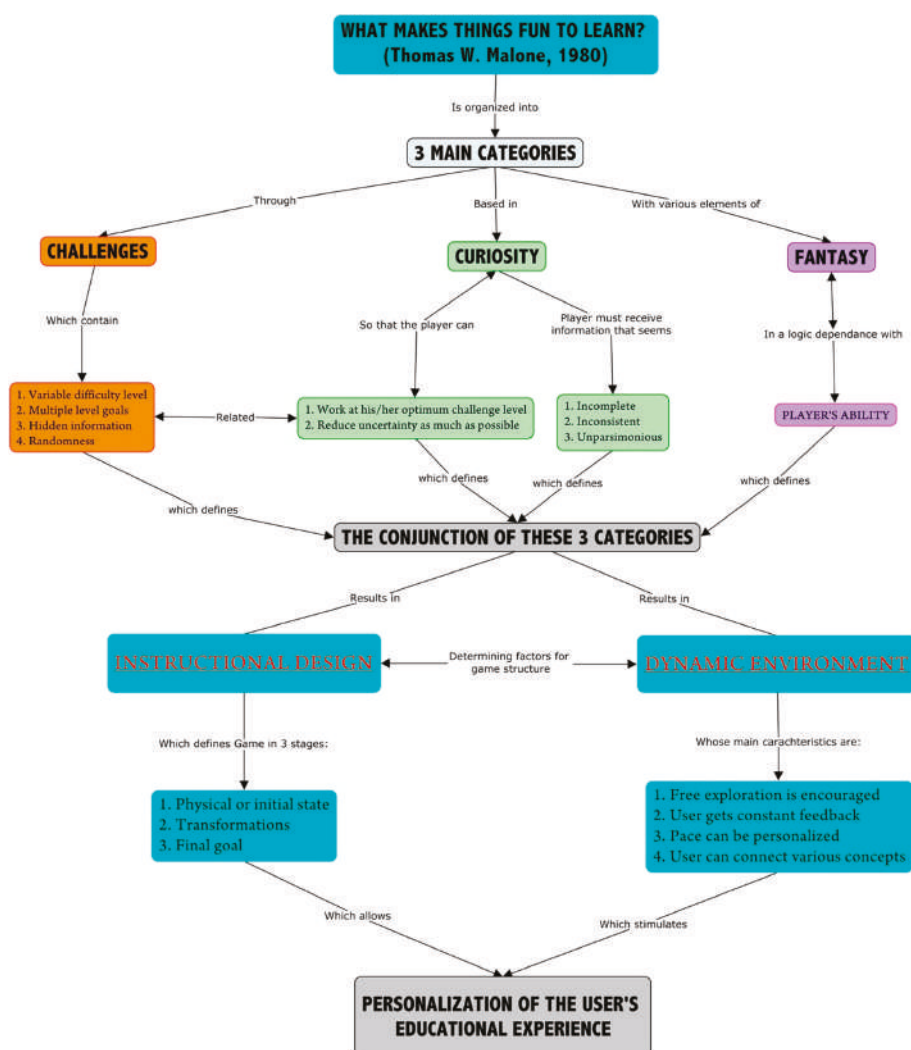 WHAT MAKES THINGS FUN TO LEARN?
(Thomas W. Malone, 1980)
Is organized into
3 MAIN CATEGORIES
Through
Based in
With various elements of
CHALLENGES
CURIOSITY
FANTASY
Which contain
So that the player can
Player must receive
information that seems
In a logic dependance with
1. Variable difficulty level
2. Multiple level goals
3. Hidden information
4. Randomness
Related
1. Work at his/her optimum challenge level
2. Reduce uncertainty as much as possible
1. Incomplete
2. Inconsistent
3. Unparsimonious
PLAYER'S ABILITY
which defines
which defines
which defines
which defines
THE CONJUNCTION OF THESE 3 CATEGORIES
Results in
Results in
INSTRUCTIONAL DESIGN
Determining factors for
game structure
DYNAMIC ENVIRONMENT
Which defines Game in 3 stages:
Whose main carachteristics are:
1. Physical or initial state
2. Transformations
3. Final goal
1. Free exploration is encouraged
2. User gets constant feedback
3. Pace can be personalized
4. User can connect various concepts
Which allows
Which stimulates
PERSONALIZATION OF THE USER'S
EDUCATIONAL EXPERIENCE